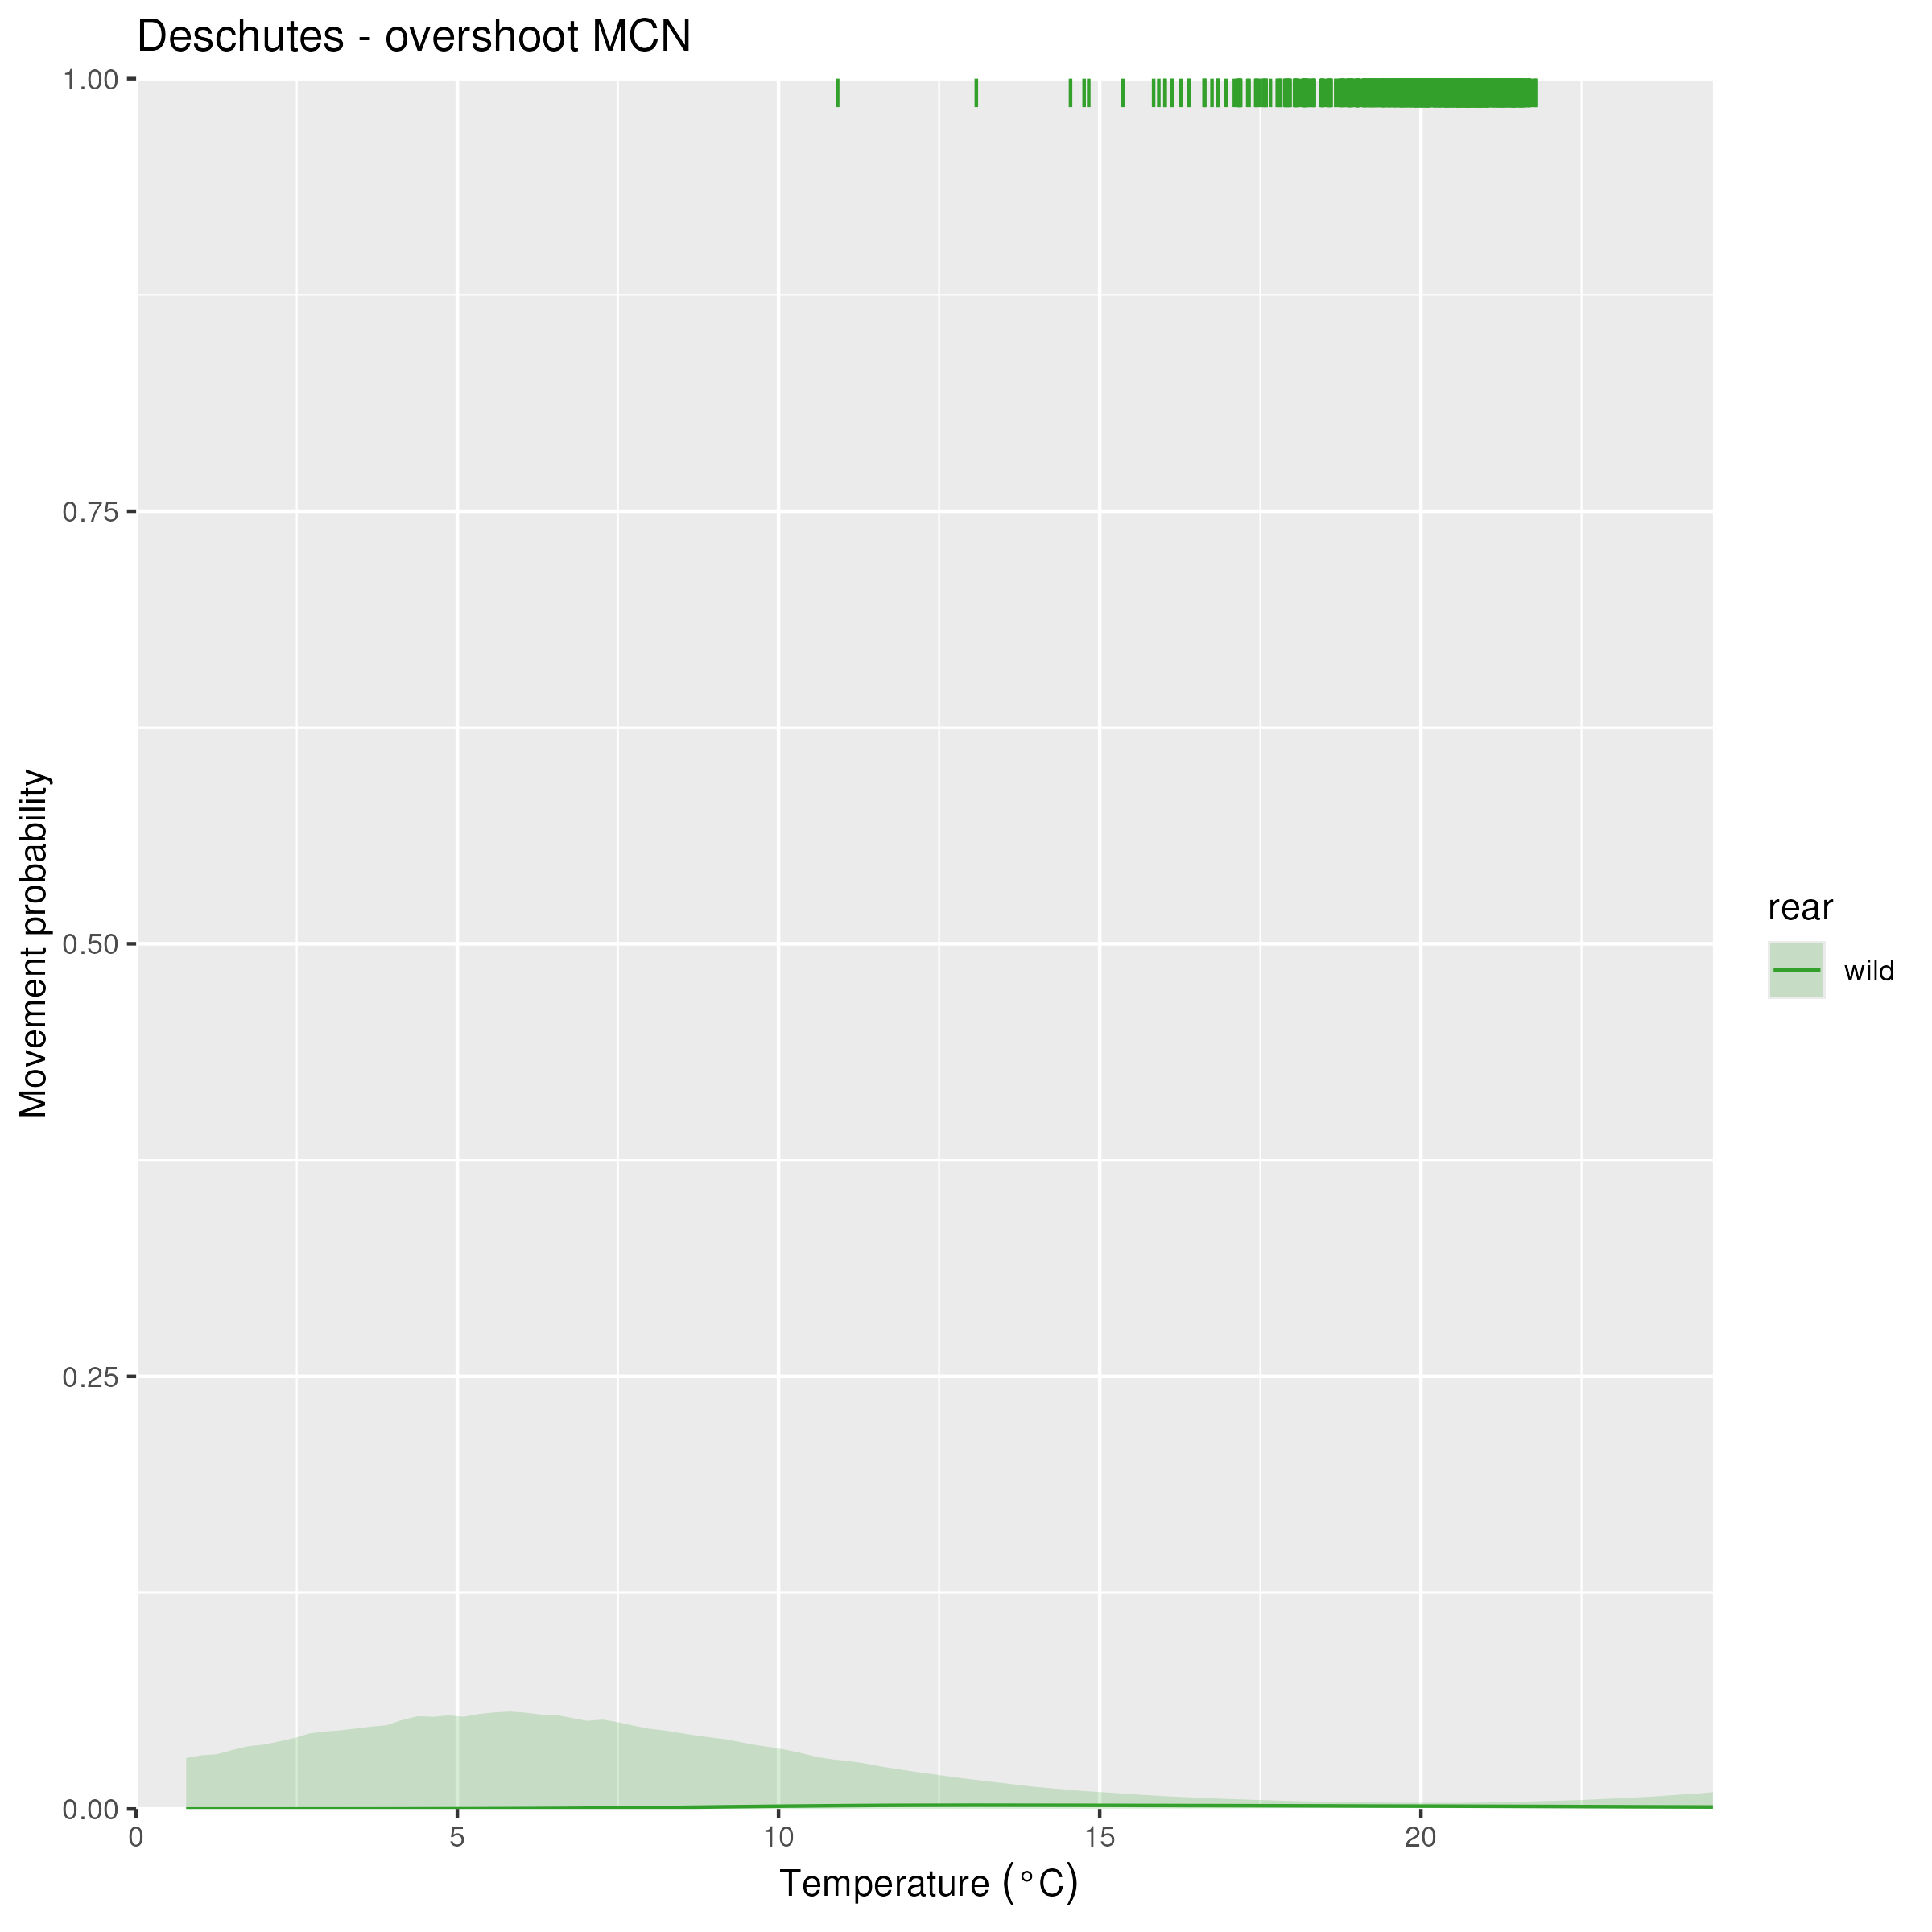 Deschutes - overshoot MCN
1.00
0.75
0.50
0.25
0.00
Movement probability
0 5 10 15 20
Temperature (°C)
rear
wild